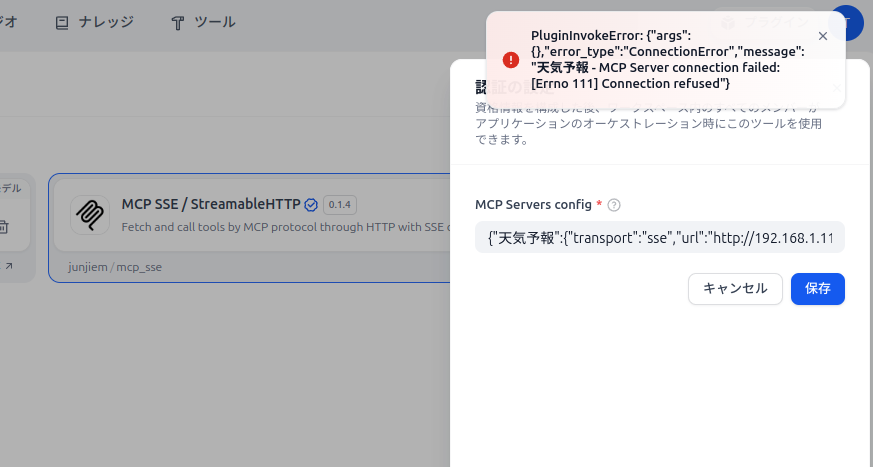 ジオ
ナレッジ
ツール
プラグイン
PluginInvokeError: {"args":
{},"error_type":"ConnectionError","message":
"天気予報 - MCP Server connection failed:
[Errno 111] Connection refused"}
認証の設定
資格情報を構成した後、ワークスペース内のすべてのメンバーが
アプリケーションのオーケストレーション時にこのツールを使用
できます。
デル
MCP SSE / StreamableHTTP 0.1.4
Fetch and call tools by MCP protocol through HTTP with SSE
junjiem / mcp_sse
MCP Servers config *
{"天気予報":{"transport":"sse","url":"http://192.168.1.11
キャンセル
保存